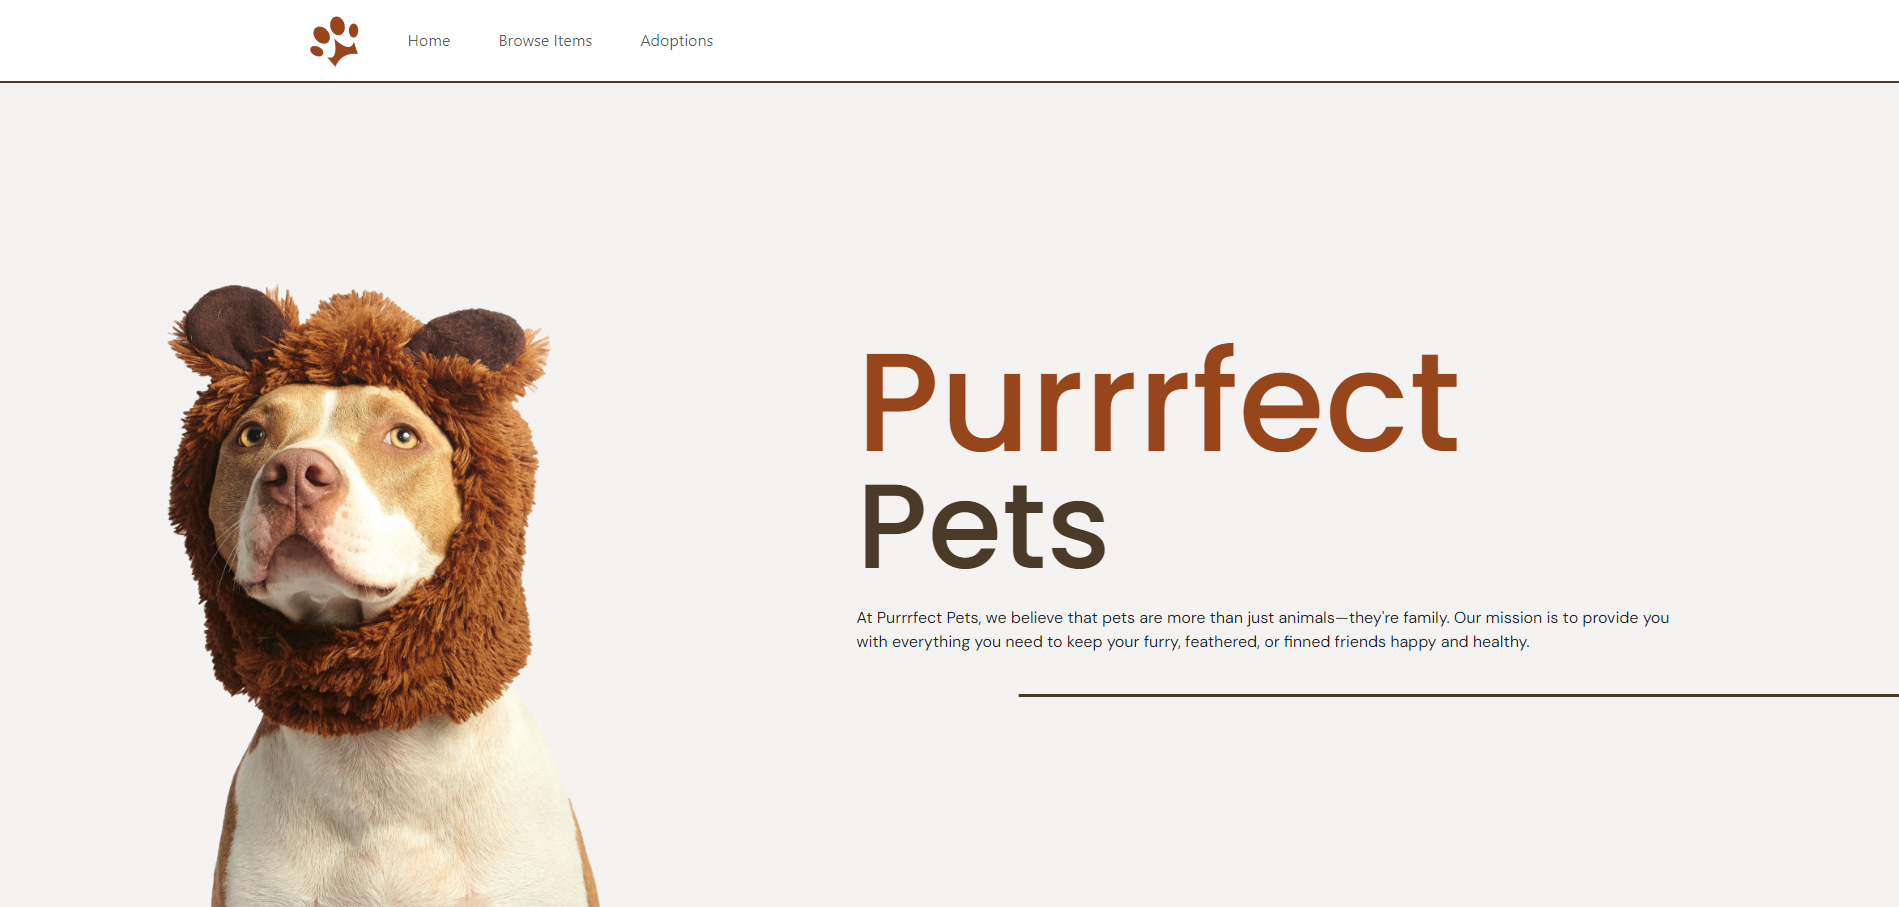 Home
Browse Items
Adoptions
Purrrfect
Pets
At Purrrfect Pets, we believe that pets are more than just animals—they're family. Our mission is to provide you
with everything you need to keep your furry, feathered, or finned friends happy and healthy.